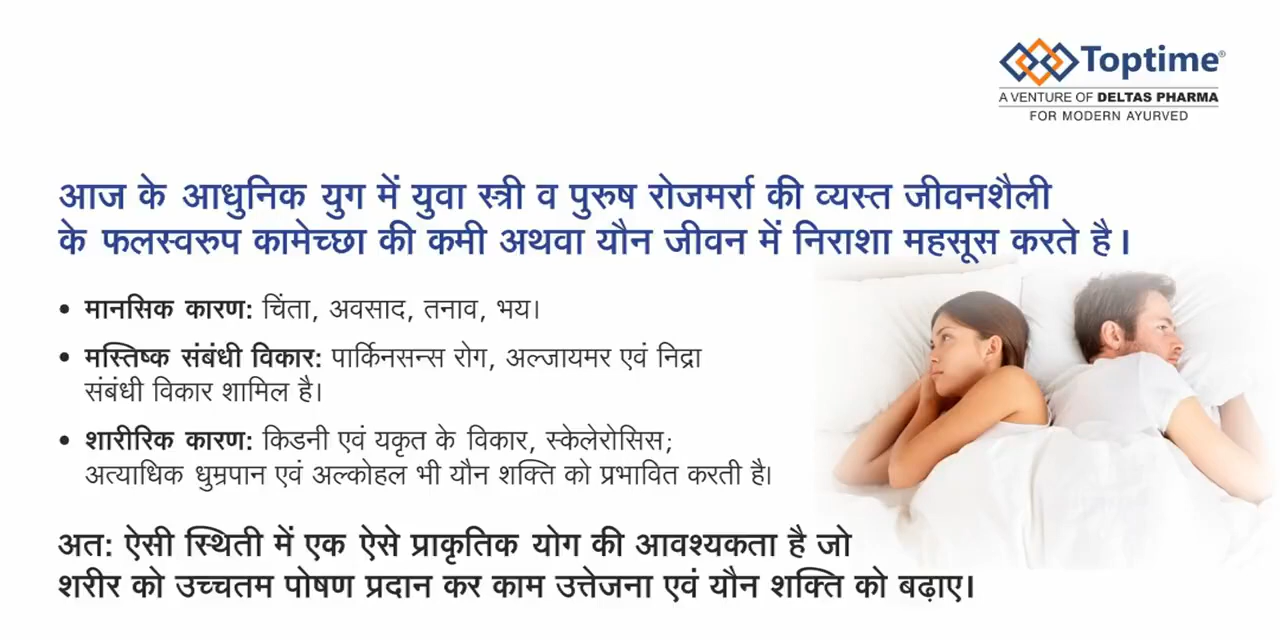 Toptime®
A VENTURE OF DELTAS PHARMA
FOR MODERN AYURVED
आज के आधुनिक युग में युवा स्त्री व पुरुष रोजमर्रा की व्यस्त जीवनशैली
के फलस्वरुप कामेच्छा की कमी अथवा यौन जीवन में निराशा महसूस करते है।
• मानसिक कारण: चिंता, अवसाद, तनाव, भय।
• मस्तिष्क संबंधी विकार: पार्किनसन्स रोग, अल्जायमर एवं निद्रा
संबंधी विकार शामिल है।
• शारीरिक कारण: किडनी एवं यकृत के विकार, स्केलेरोसिस;
अत्याधिक धुम्रपान एवं अल्कोहल भी यौन शक्ति को प्रभावित करती है।
अत: ऐसी स्थिती में एक ऐसे प्राकृतिक योग की आवश्यकता है जो
शरीर को उच्चतम पोषण प्रदान कर काम उत्तेजना एवं यौन शक्ति को बढ़ाए।